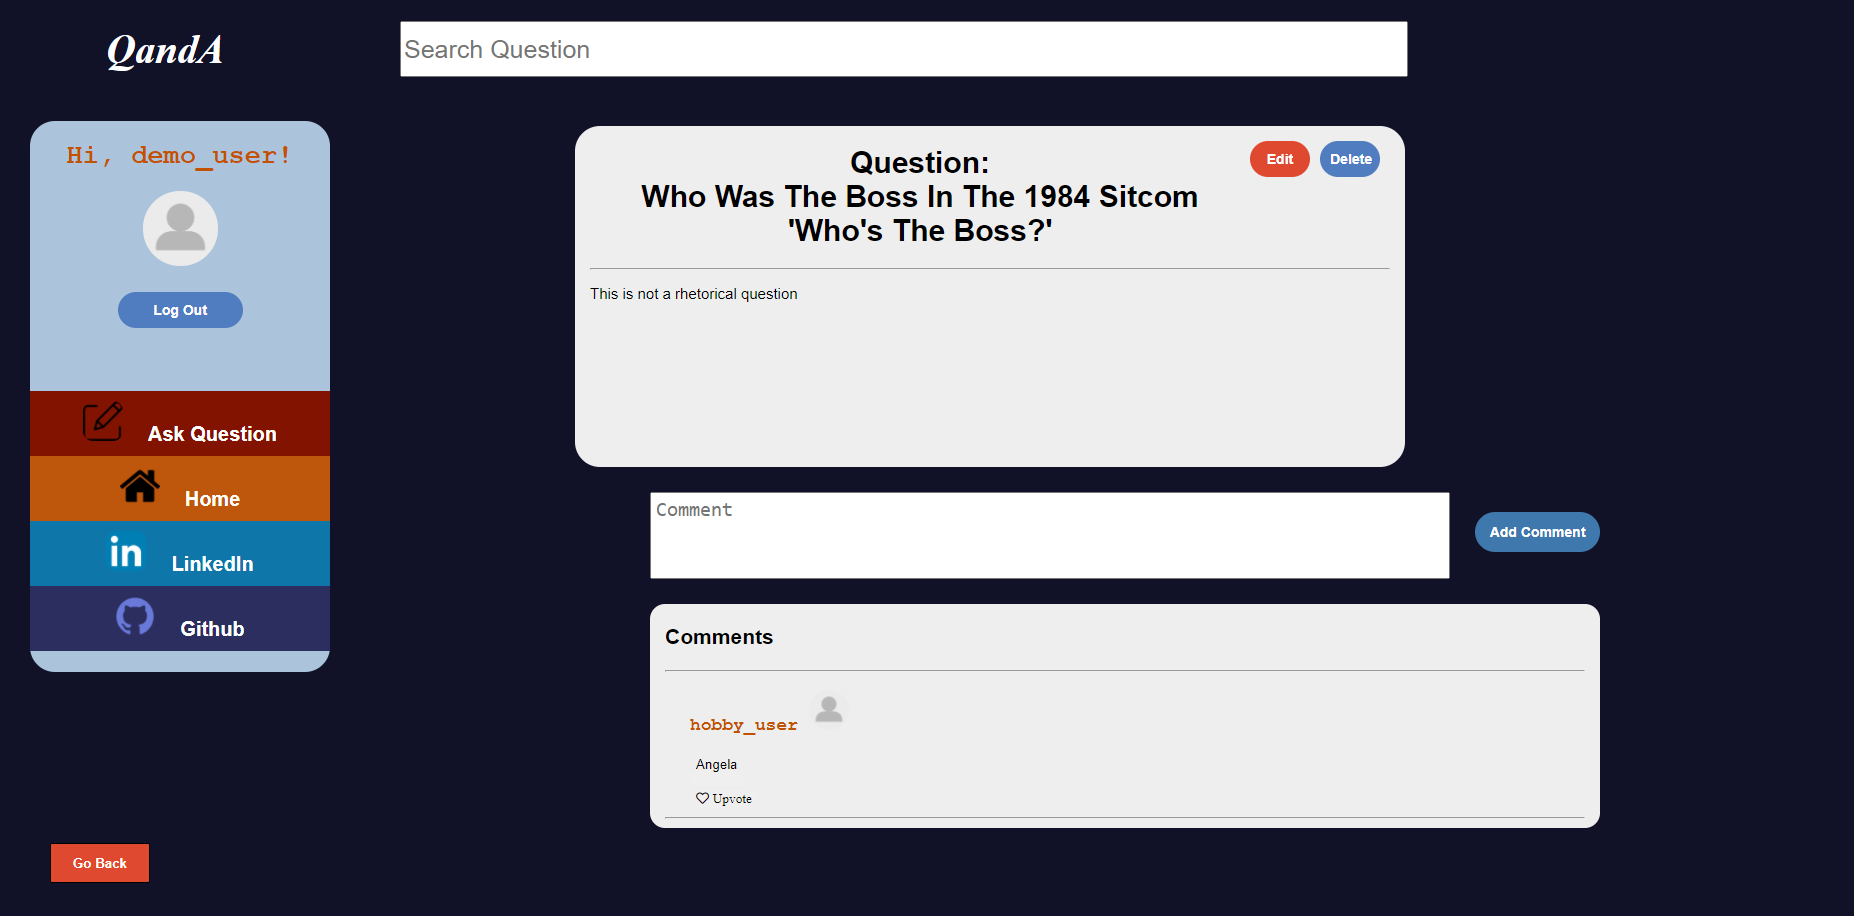 QandA
Search Question
Hi, demo_user!
Log Out
Ask Question
Home
in
LinkedIn
Github
Go Back
Question:
Who Was The Boss In The 1984 Sitcom
'Who's The Boss?'
Edit
Delete
This is not a rhetorical question
Comment
Add Comment
Comments
hobby_user
Angela
Upvote